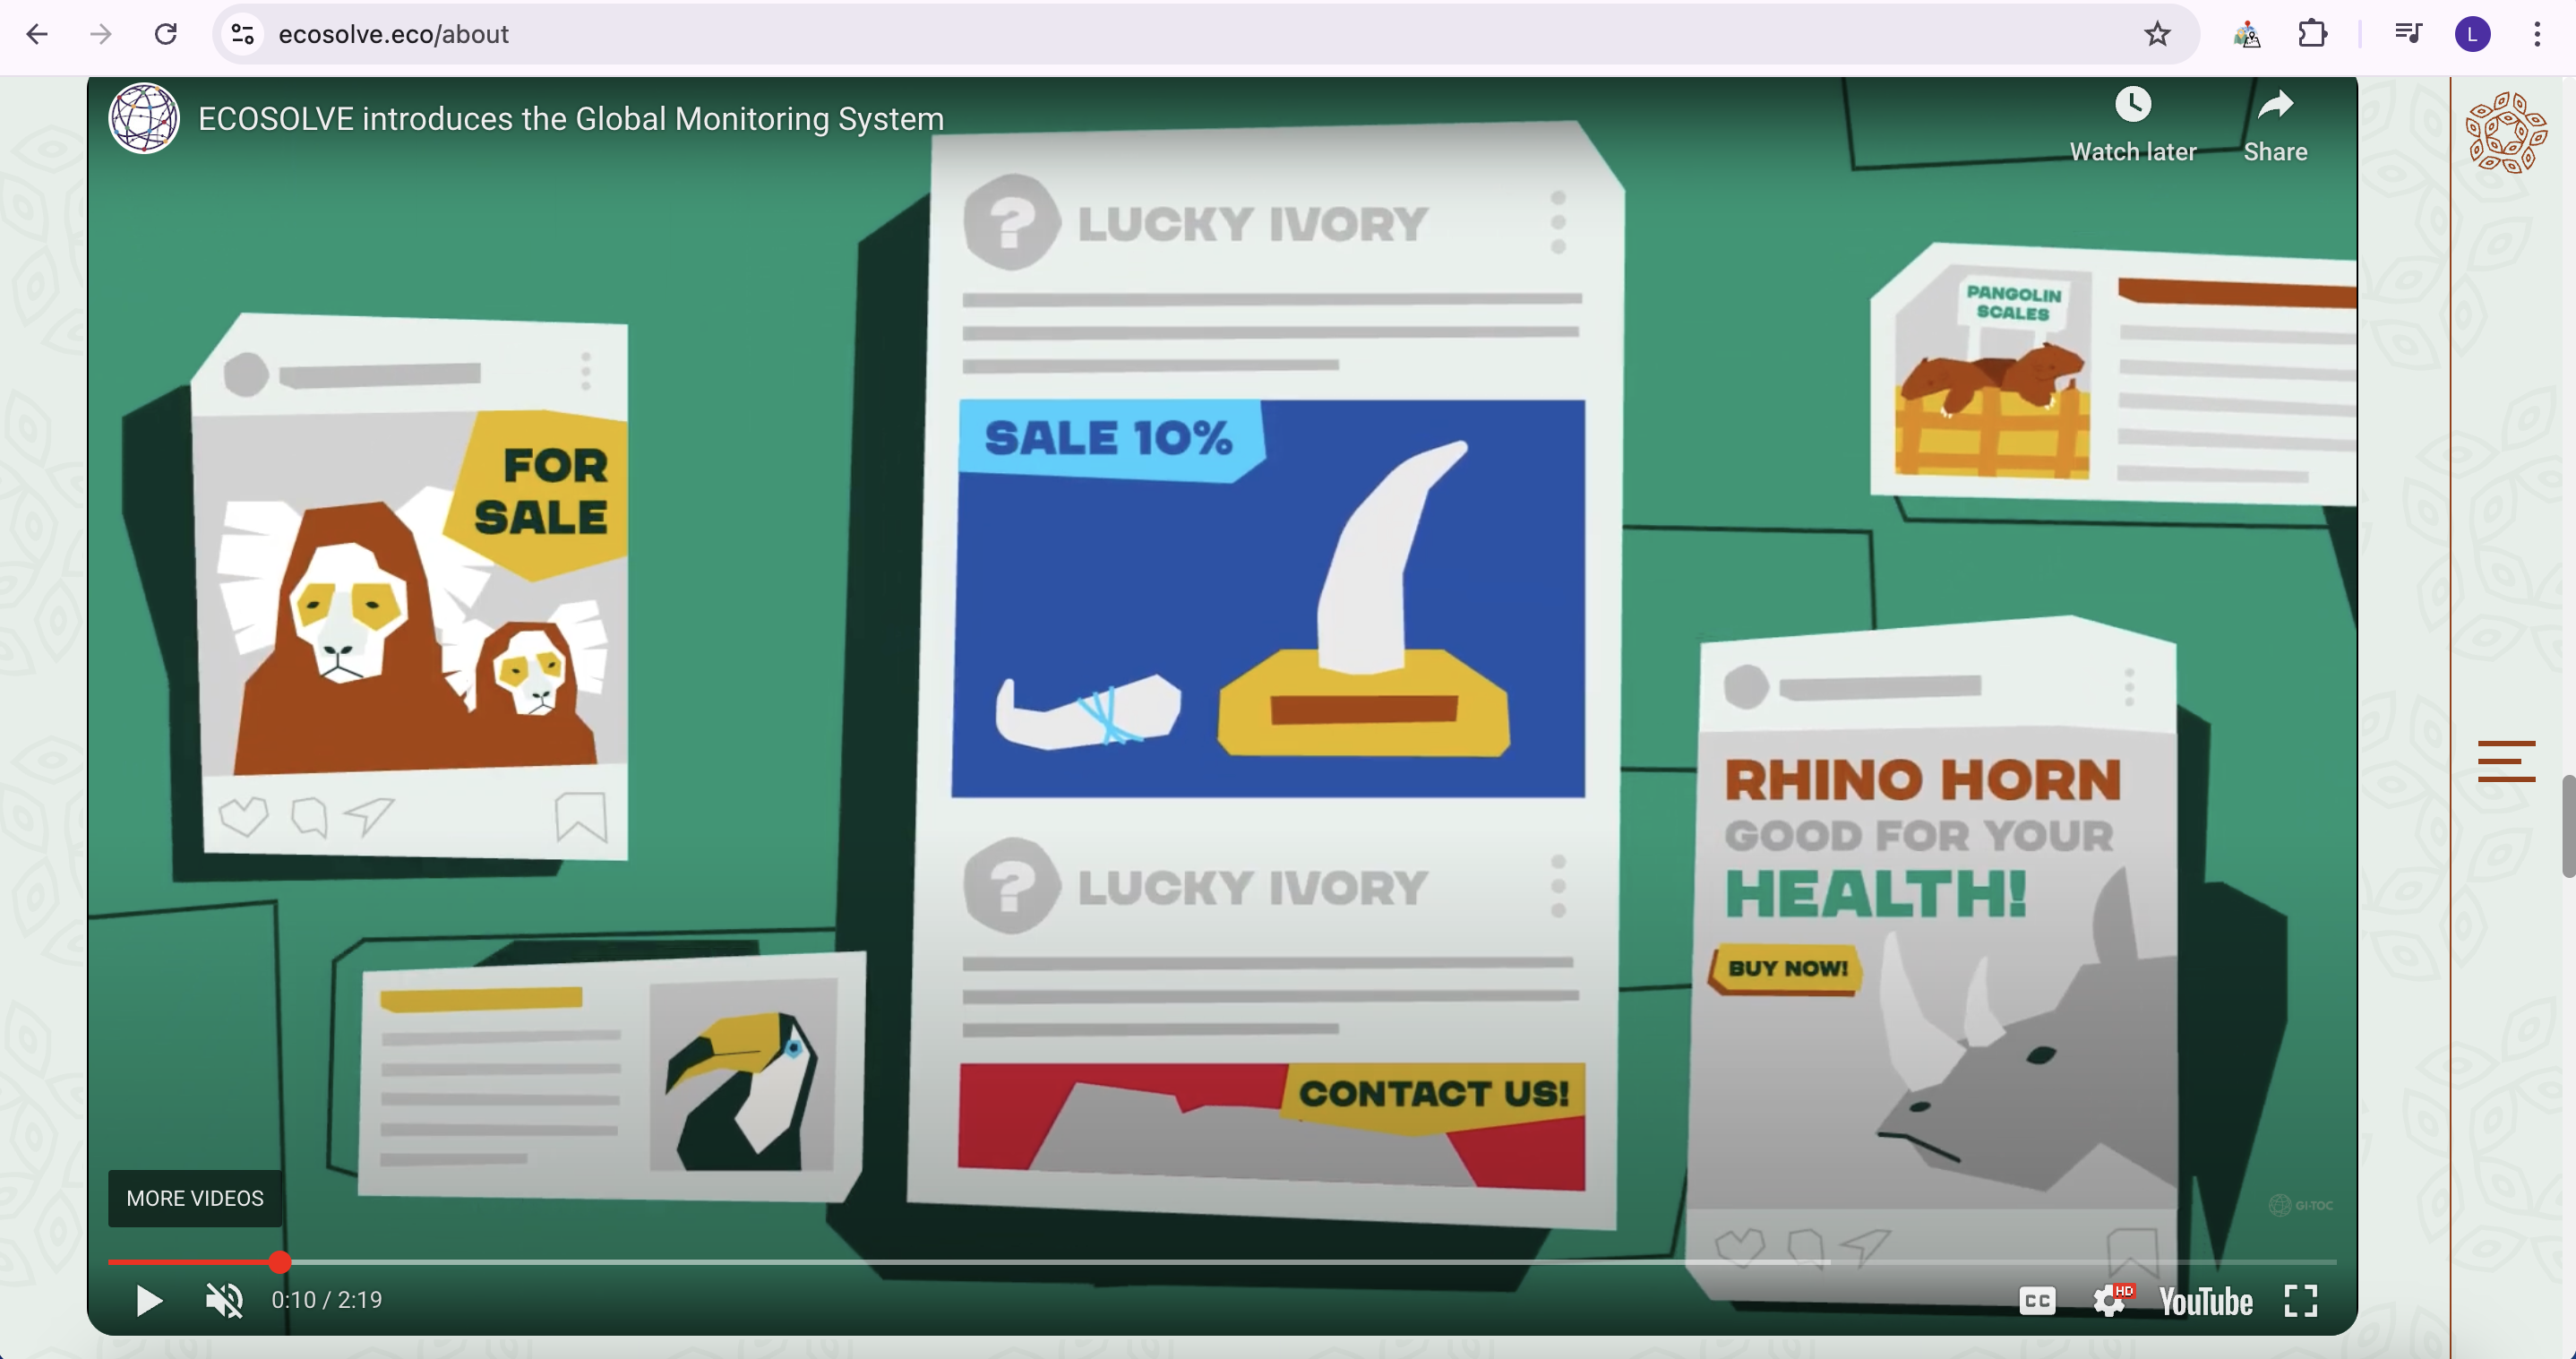 ecosolve.eco/about
L
ECOSOLVE introduces the Global Monitoring System
Watch later
Share
LUCKY IVORY
PANGOLIN
SCALES
FOR
SALE
SALE 10%
RHINO HORN
GOOD FOR YOUR
HEALTH!
BUY NOW!
LUCKY IVORY
CONTACT US!
MORE VIDEOS
GI-TOC
0:10 / 2:19
CC
HD
YouTube